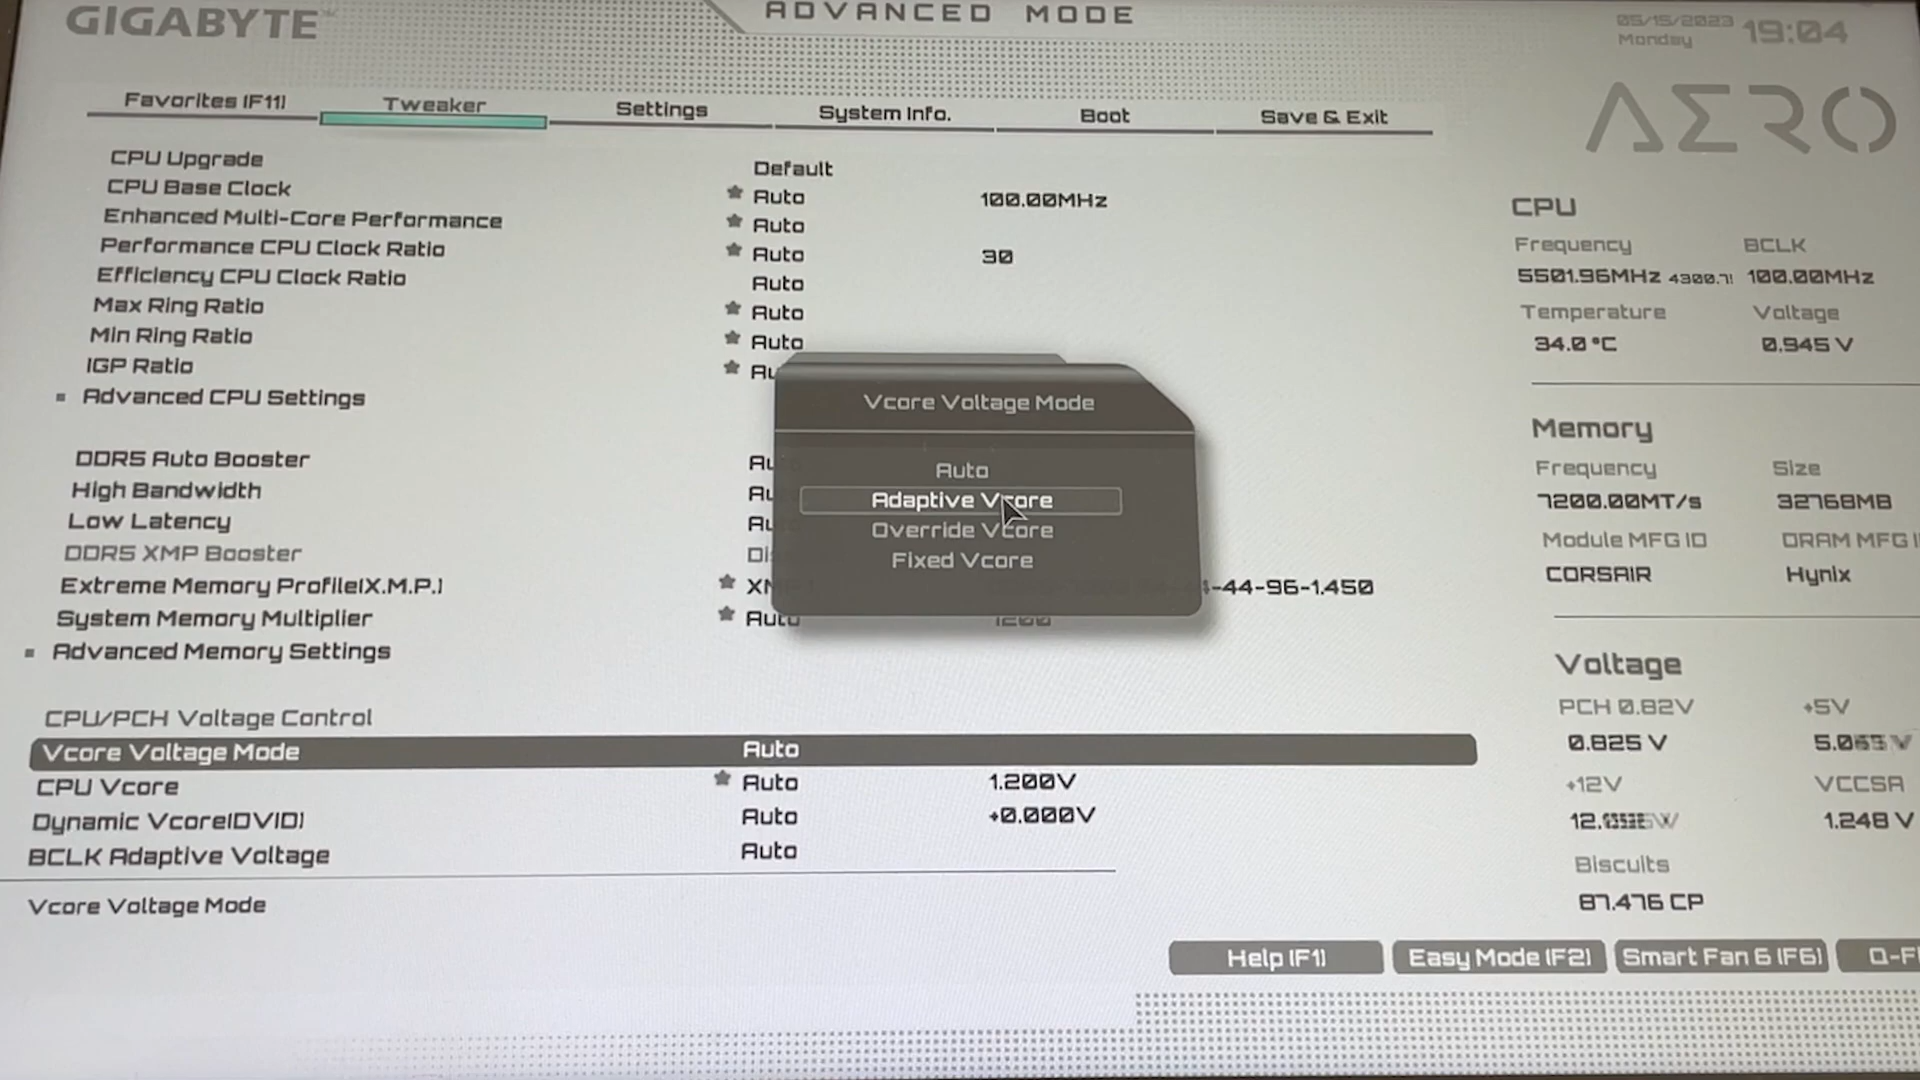 GIGABYTE
ADVANCED MODE
05/15/2023
Monday
19:04
Favorites (F11)
Tweaker
Settings
System Info.
Boot
Save & Exit
AERO
CPU Upgrade
Default
CPU Base Clock
Auto
100.00MHz
Enhanced Multi-Core Performance
Auto
Performance CPU Clock Ratio
Auto
30
Efficiency CPU Clock Ratio
Auto
Max Ring Ratio
Auto
Min Ring Ratio
Auto
IGP Ratio
Advanced CPU Settings
DDR5 Auto Booster
High Bandwidth
Low Latency
DDR5 XMP Booster
Extreme Memory Profile(X.M.P.)
-44-96-1.450
System Memory Multiplier
Auto
Advanced Memory Settings
Vcore Voltage Mode
Auto
Adaptive Vcore
Override Vcore
Fixed Vcore
CPU/PCH Voltage Control
Vcore Voltage Mode
Auto
CPU Vcore
Auto
1.200V
Dynamic Vcore(DVID)
Auto
+0.000V
BCLK Adaptive Voltage
Auto
Vcore Voltage Mode
CPU
Frequency
BCLK
5501.96MHz
100.00MHz
Temperature
Voltage
34.0 °C
0.945 V
Memory
Frequency
Size
7200.00MT/s
32768MB
Module MFG ID
DRAM MFG
CORSAIR
Hynix
Voltage
PCH 0.82V
+5V
0.825 V
+12V
VCCSA
1.248 V
Biscuits
87.476 CP
Help (F1)
Easy Mode (F2)
Smart Fan 6 (F6)